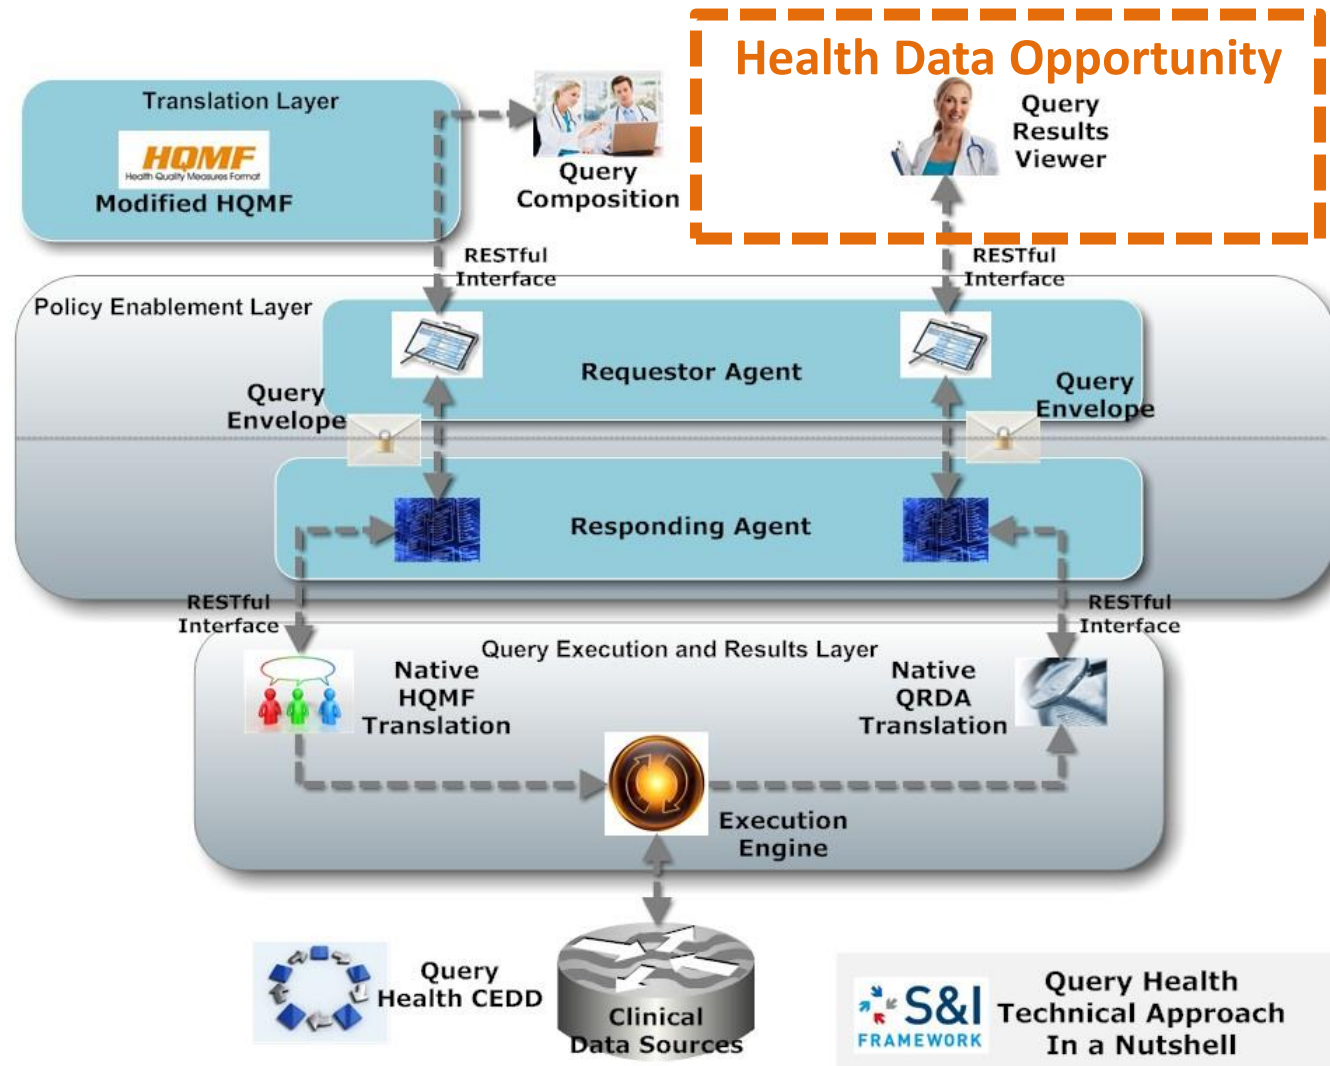 Health Data Opportunity
Translation Layer
HQMF
Health Quality Measures Format
Modified HQMF
Query
Composition
Query
Results
Viewer
RESTful
Interface
RESTful
Interface
Policy Enablement Layer
Requestor Agent
Query
Envelope
Query
Envelope
Responding Agent
RESTful
Interface
RESTful
Interface
Query Execution and Results Layer
Native
HQMF
Translation
Native
QRDA
Translation
Execution
Engine
Query
Health CEDD
Clinical
Data Sources
S&I
FRAMEWORK
Query Health
Technical Approach
In a Nutshell